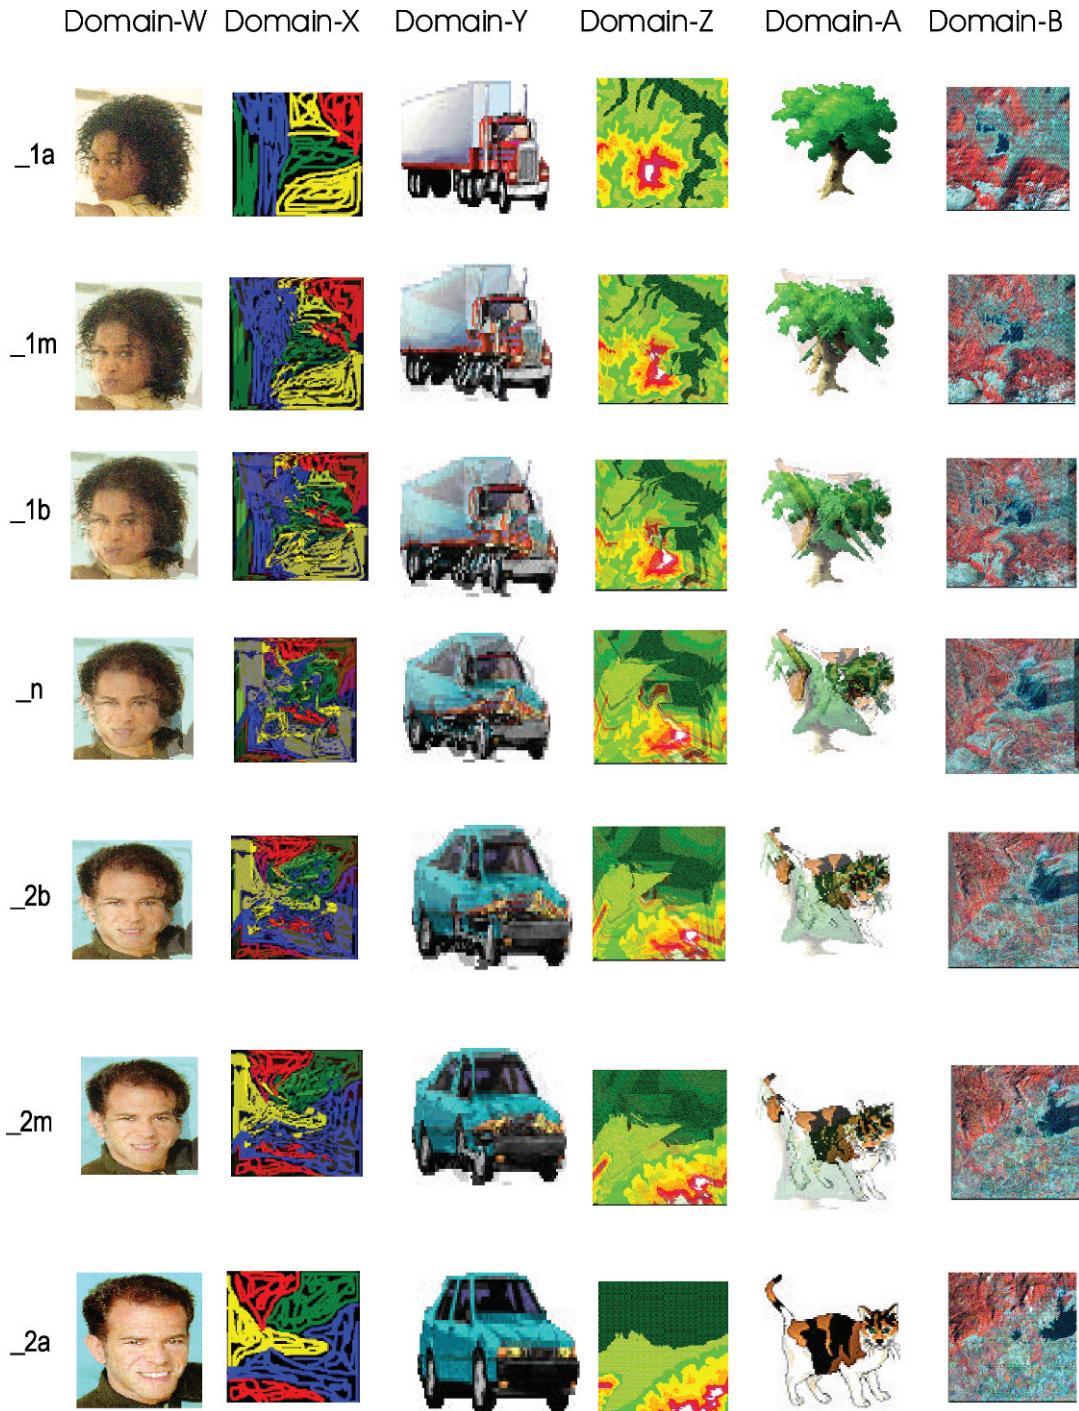 Domain-W Domain-X Domain-Y Domain-Z Domain-A Domain-B
_1a
_1m
_1b
_n
_2b
_2m
_2a